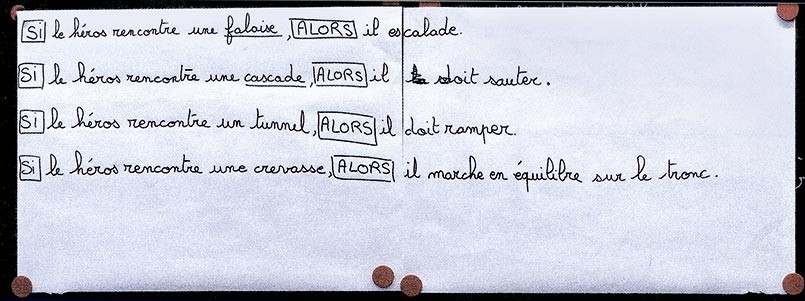 SI le héros rencontre une falaise, ALORS il escalade.
SI le héros rencontre une cascade, ALORS il doit sauter.
SI le héros rencontre un tunnel, ALORS il doit ramper.
SI le héros rencontre une crevasse, ALORS il marche en équilibre sur le tronc.